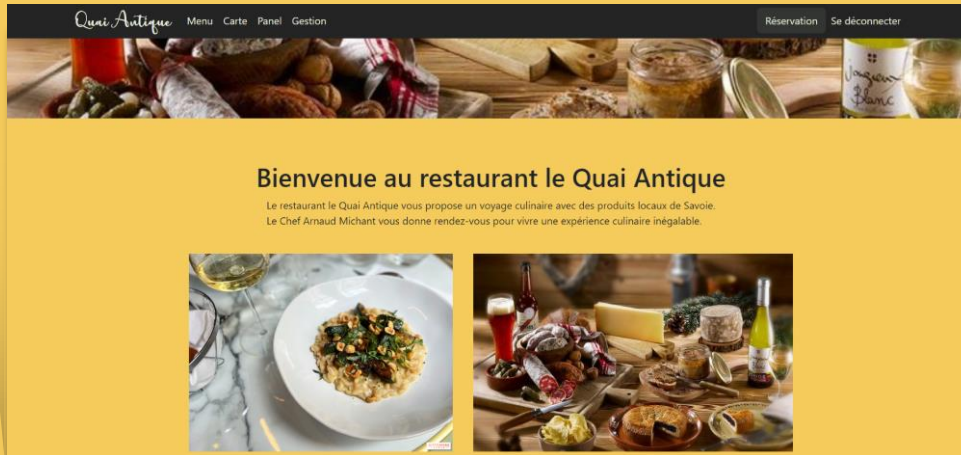 Quai Antique Menu Carte Panel Gestion Réservation Se déconnecter
Jongieux
Blanc
Bienvenue au restaurant le Quai Antique
Le restaurant le Quai Antique vous propose un voyage culinaire avec des produits locaux de Savoie.
Le Chef Arnaud Michant vous donne rendez-vous pour vivre une expérience culinaire inégalable.